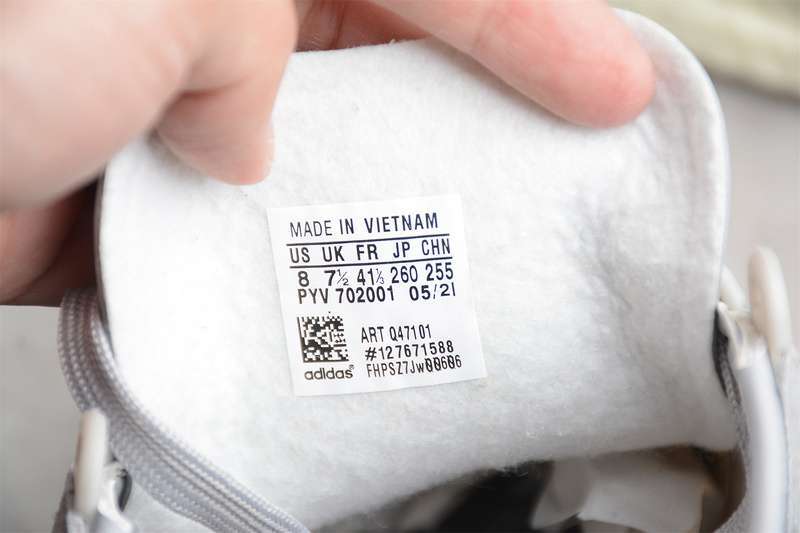 MADE IN VIETNAM
US UK FR JP CHN
8 7½ 41⅓ 260 255
PYV 702001 05/21
ART Q47101
#127671588
FHPSZ7Jw00606
adidas